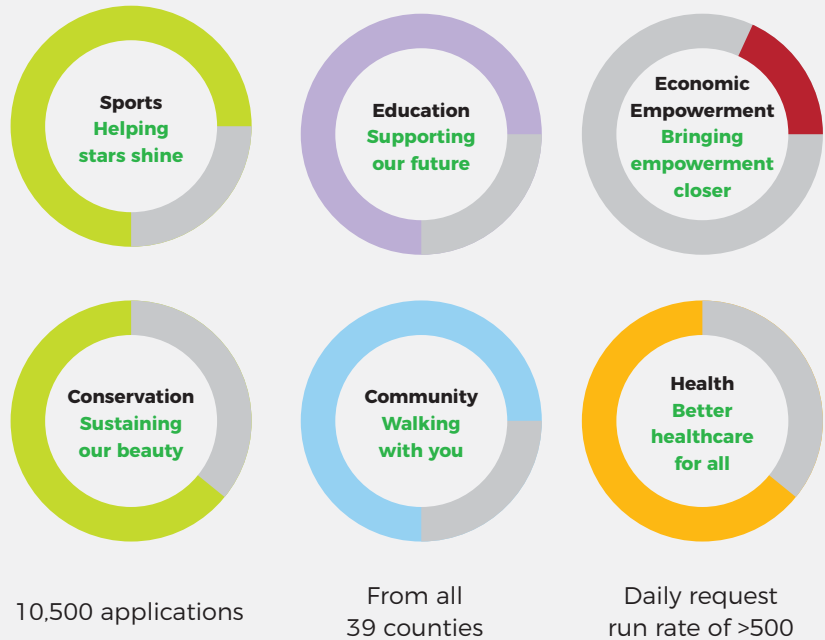 Sports
Helping
stars shine
Education
Supporting
our future
Economic
Empowerment
Bringing
empowerment
closer
Conservation
Sustaining
our beauty
Community
Walking
with you
Health
Better
healthcare
for all
10,500 applications
From all
39 counties
Daily request
run rate of >500